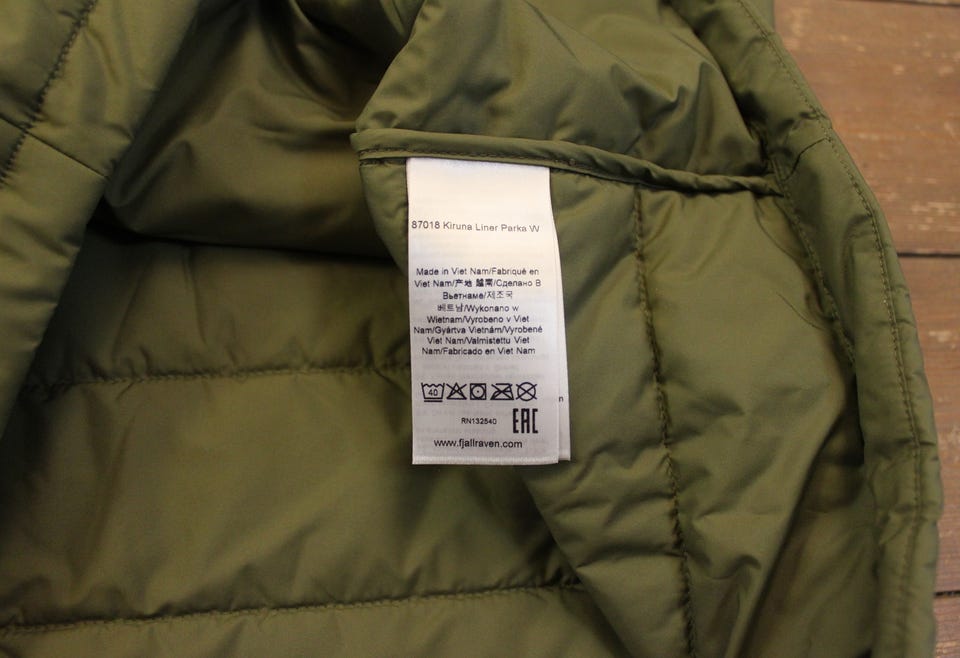 87018 Kiruna Liner Parka W
Made in Viet Nam/Fabriqué en
Viet Nam/产地 越南/Сделано В
Вьетнаме/제조국
베트남/Wykonano w
Wietnam/Vyrobeno v Viet
Nam/Gyártva Vietnám/Vyrobené
Viet Nam/Valmistettu Viet
Nam/Fabricado en Viet Nam
40
n
RN132540
EAC
www.fjallraven.com